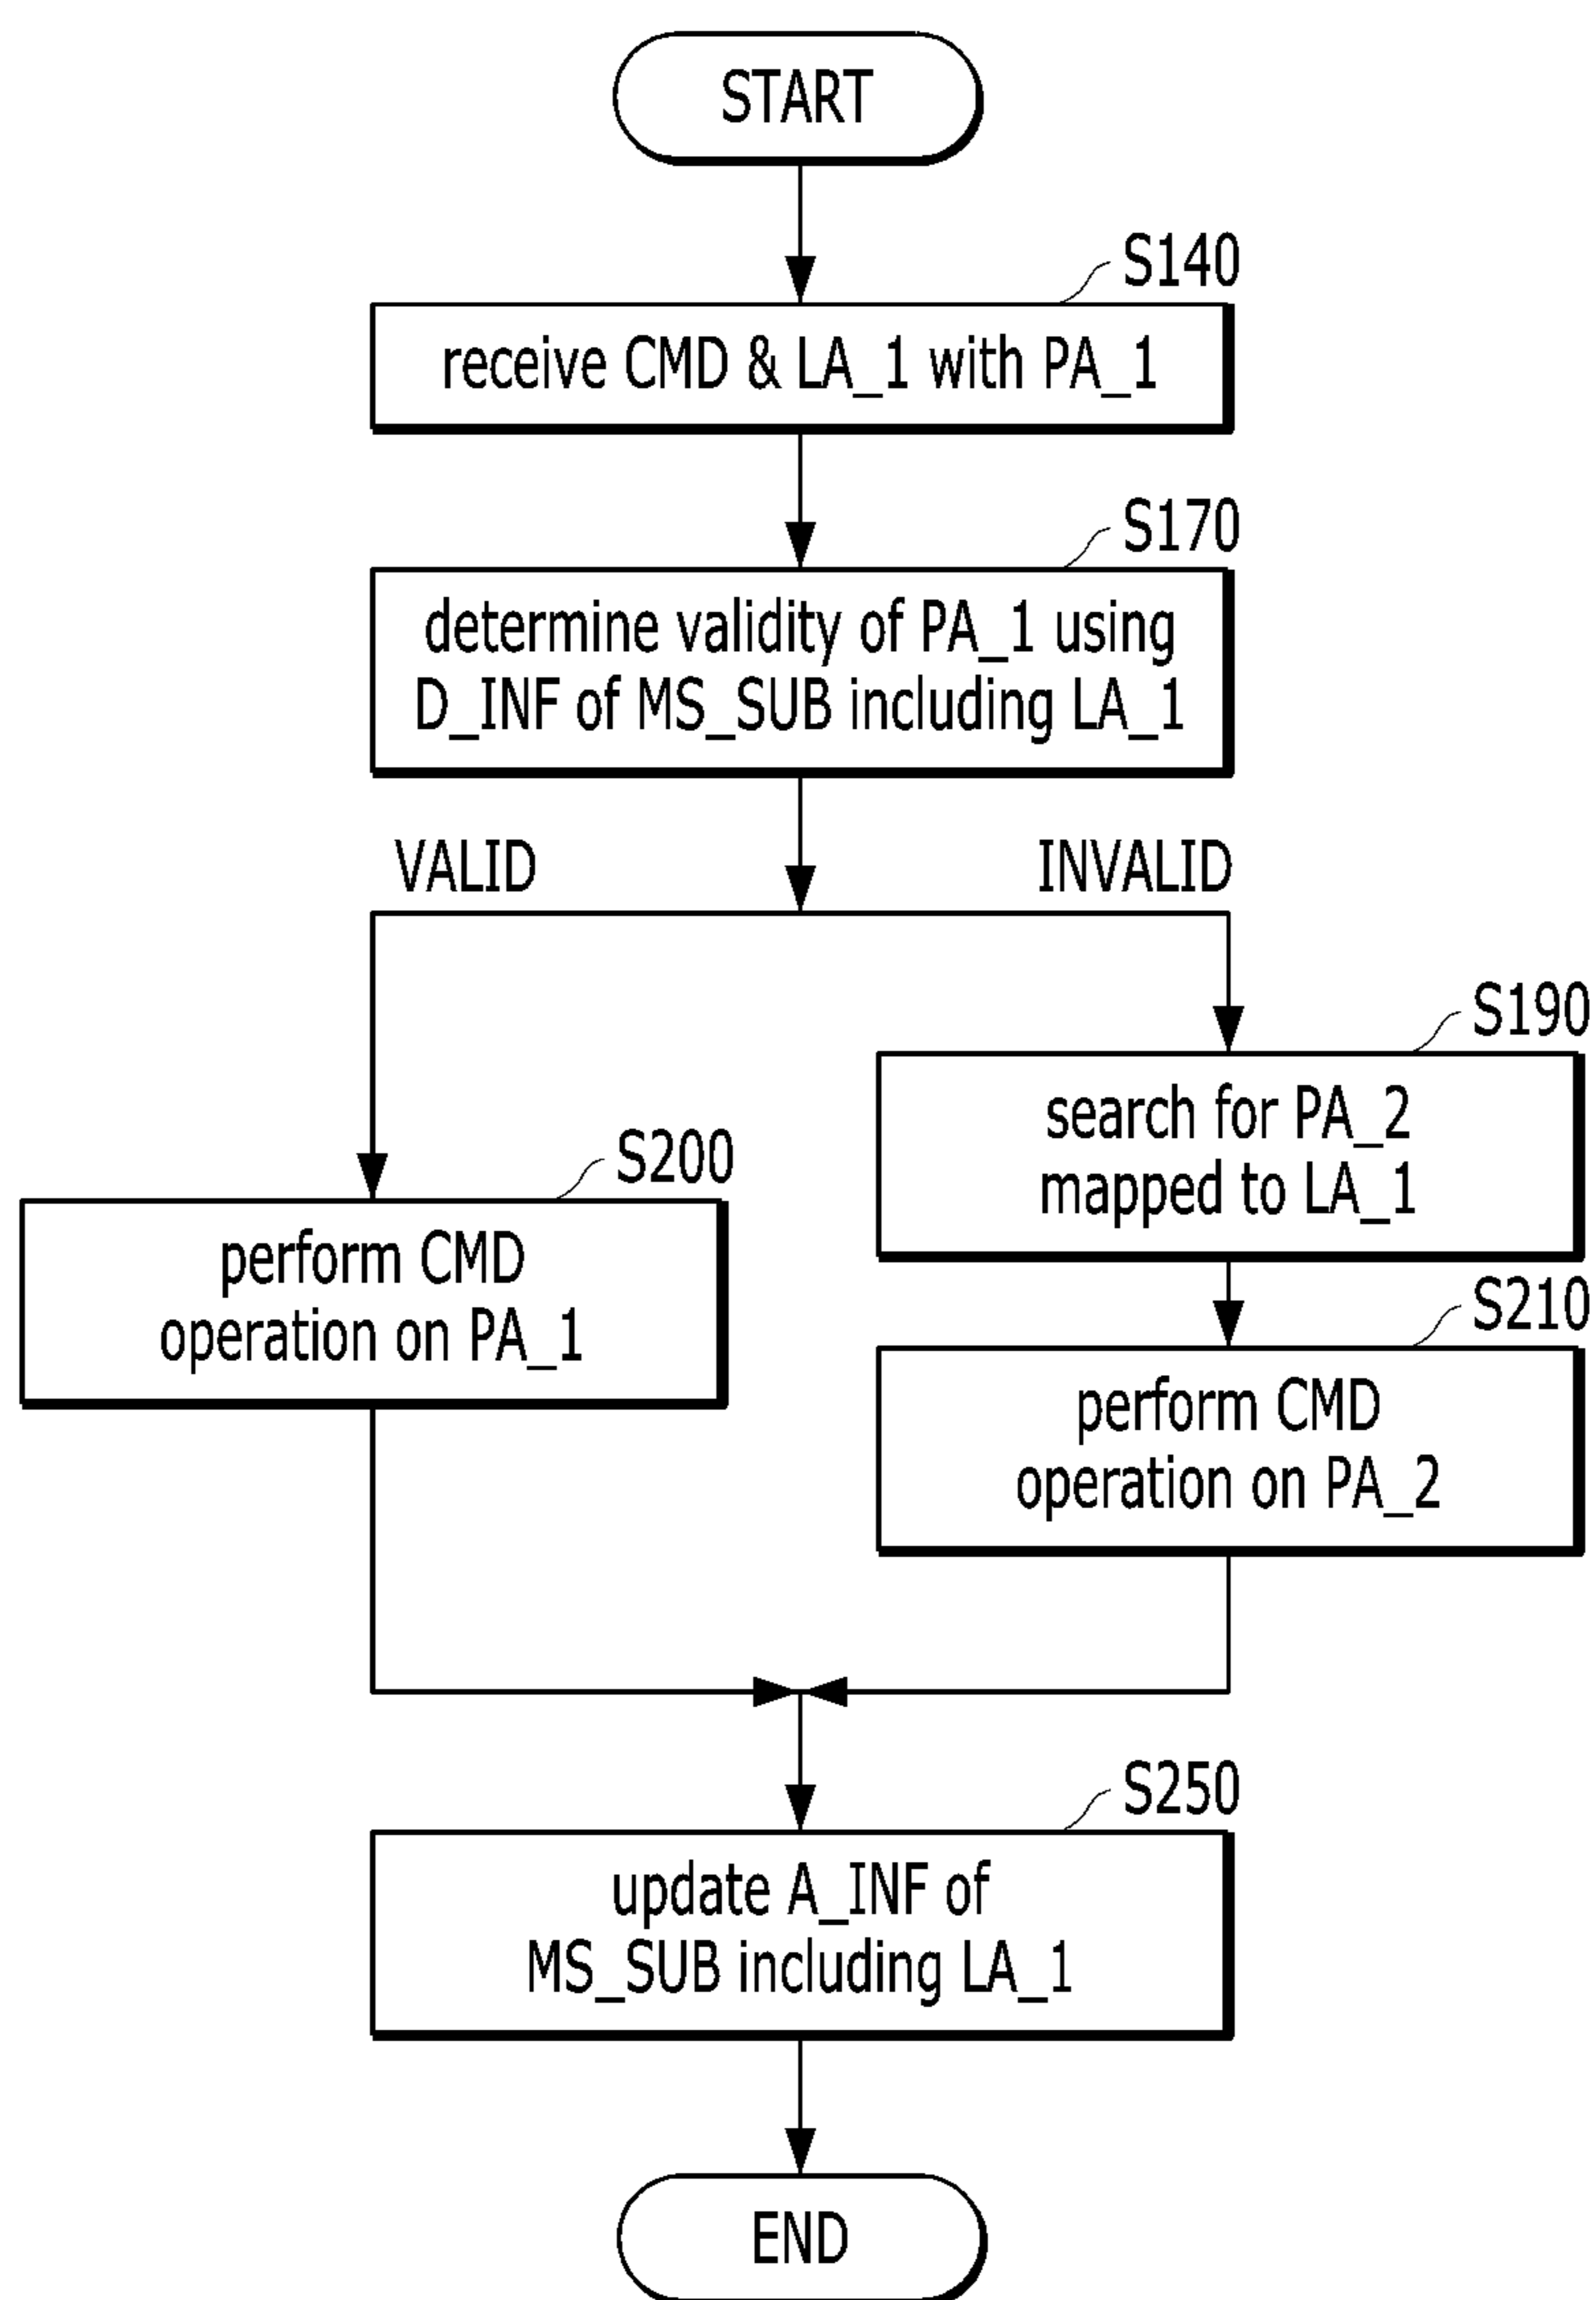 START
S140
receive CMD & LA_1 with PA_1
S170
determine validity of PA_1 using
D_INF of MS_SUB including LA_1
VALID
INVALID
S190
search for PA_2
mapped to LA_1
S200
perform CMD
operation on PA_1
S210
perform CMD
operation on PA_2
S250
update A_INF of
MS_SUB including LA_1
END